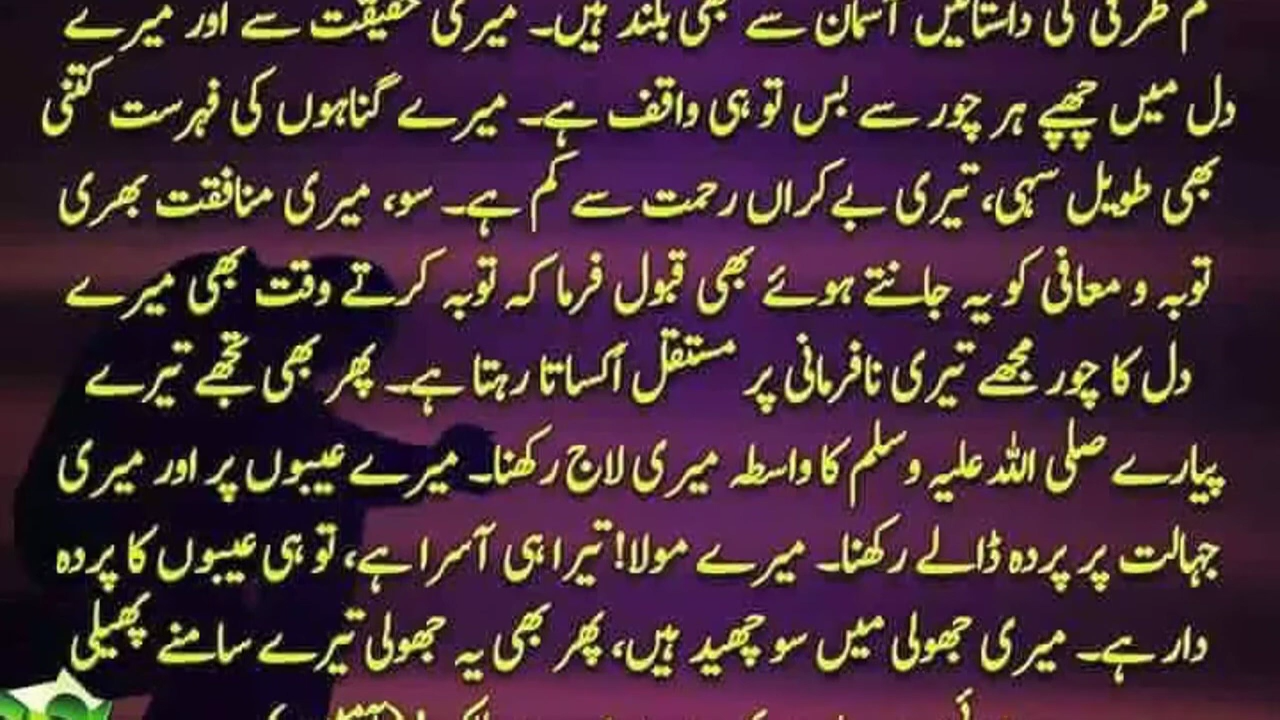 کی داستانیں آسمان سے بھی بلند ہیں۔ میری حقیقت سے اور میرے
دل میں چھپے ہر چور سے بس تو ہی واقف ہے۔ میرے گناہوں کی فہرست کتنی
بھی طویل سہی، تیری بے کراں رحمت سے کم ہے۔ سو، میری منافقت بھری
توبہ و معافی کو یہ جانتے ہوئے بھی قبول فرما کہ توبہ کرتے وقت بھی میرے
دل کا چور مجھے تیری نافرمانی پر مستقل اُکساتا رہتا ہے۔ پھر بھی تجھے تیرے
پیارے صلی اللہ علیہ وسلم کا واسطہ میری لاج رکھنا۔ میرے عیبوں پر اور میری
جہالت پر پردہ ڈالے رکھنا۔ میرے مولا! تیرا ہی آسرا ہے، تو ہی عیبوں کا پردہ
دار ہے۔ میری جھولی میں سو چھید ہیں، پھر بھی یہ جھولی تیرے سامنے پھیلی